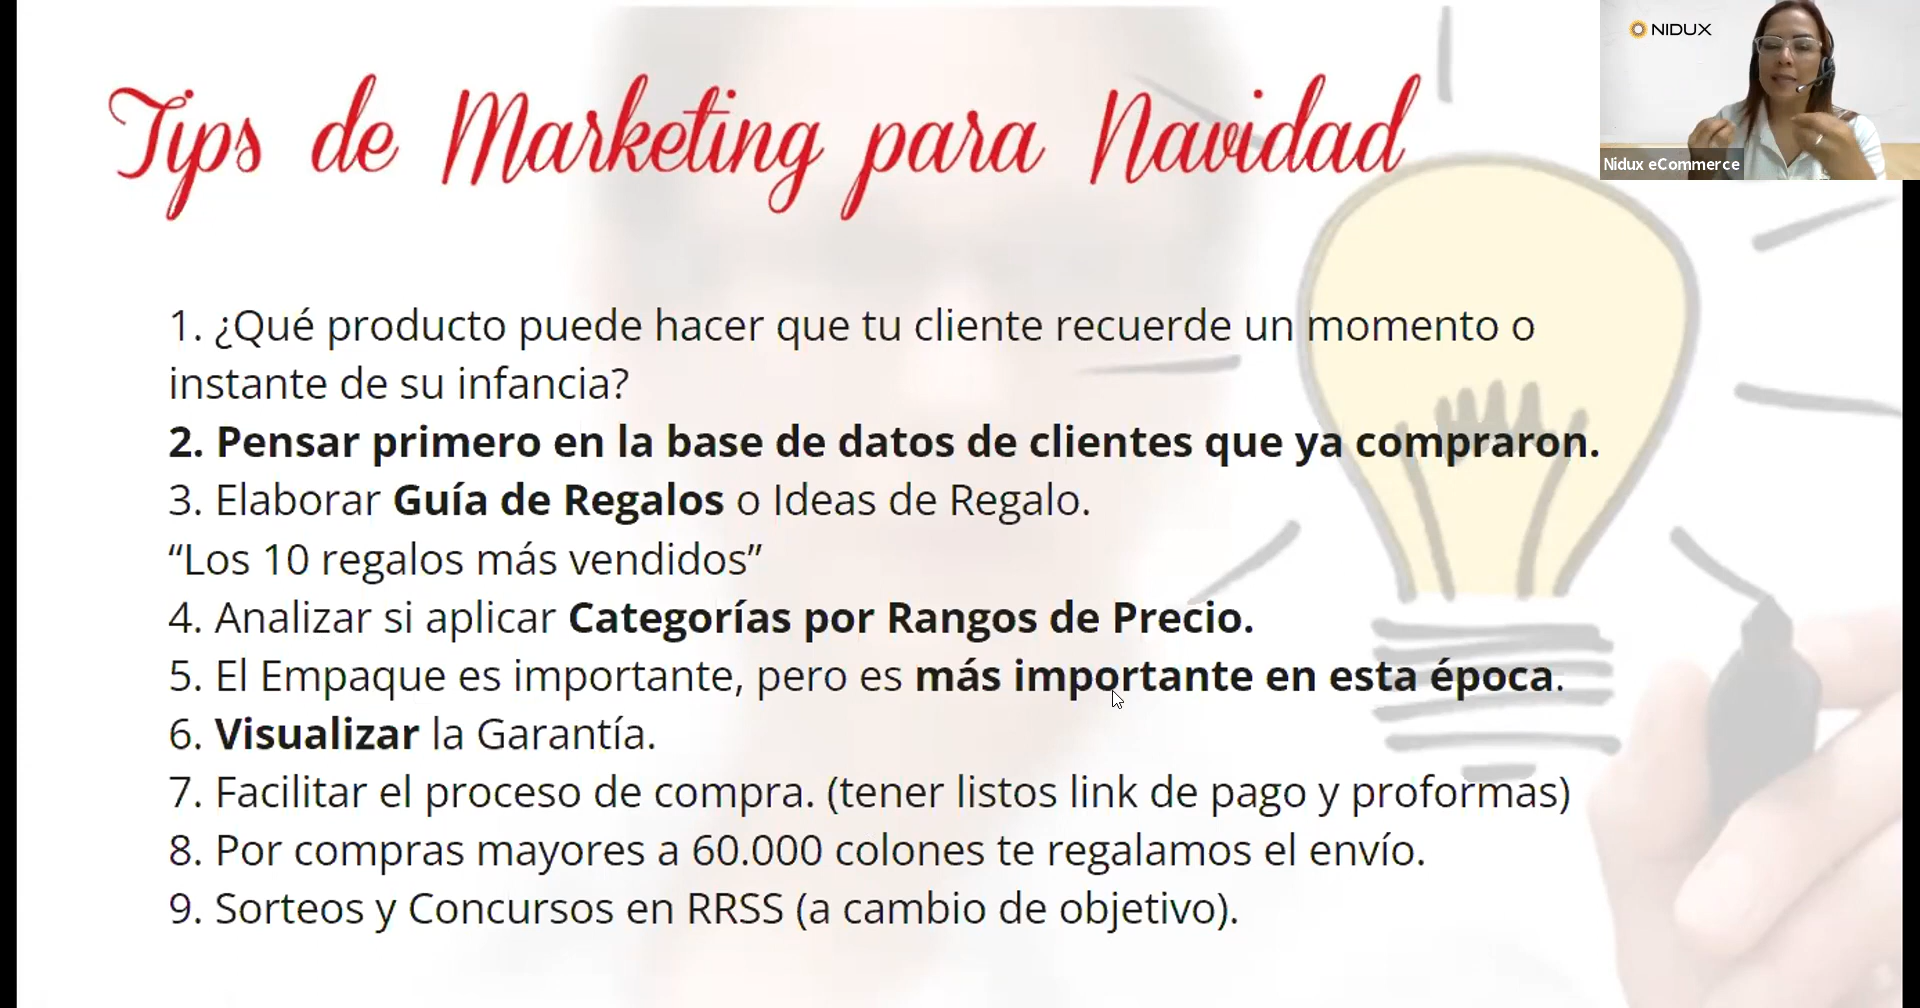 Tips de Marketing para Navidad
NIDUX
Nidux eCommerce
1. ¿Qué producto puede hacer que tu cliente recuerde un momento o
instante de su infancia?
2. Pensar primero en la base de datos de clientes que ya compraron.
3. Elaborar Guía de Regalos o Ideas de Regalo.
“Los 10 regalos más vendidos”
4. Analizar si aplicar Categorías por Rangos de Precio.
5. El Empaque es importante, pero es más importante en esta época.
6. Visualizar la Garantía.
7. Facilitar el proceso de compra. (tener listos link de pago y proformas)
8. Por compras mayores a 60.000 colones te regalamos el envío.
9. Sorteos y Concursos en RRSS (a cambio de objetivo).